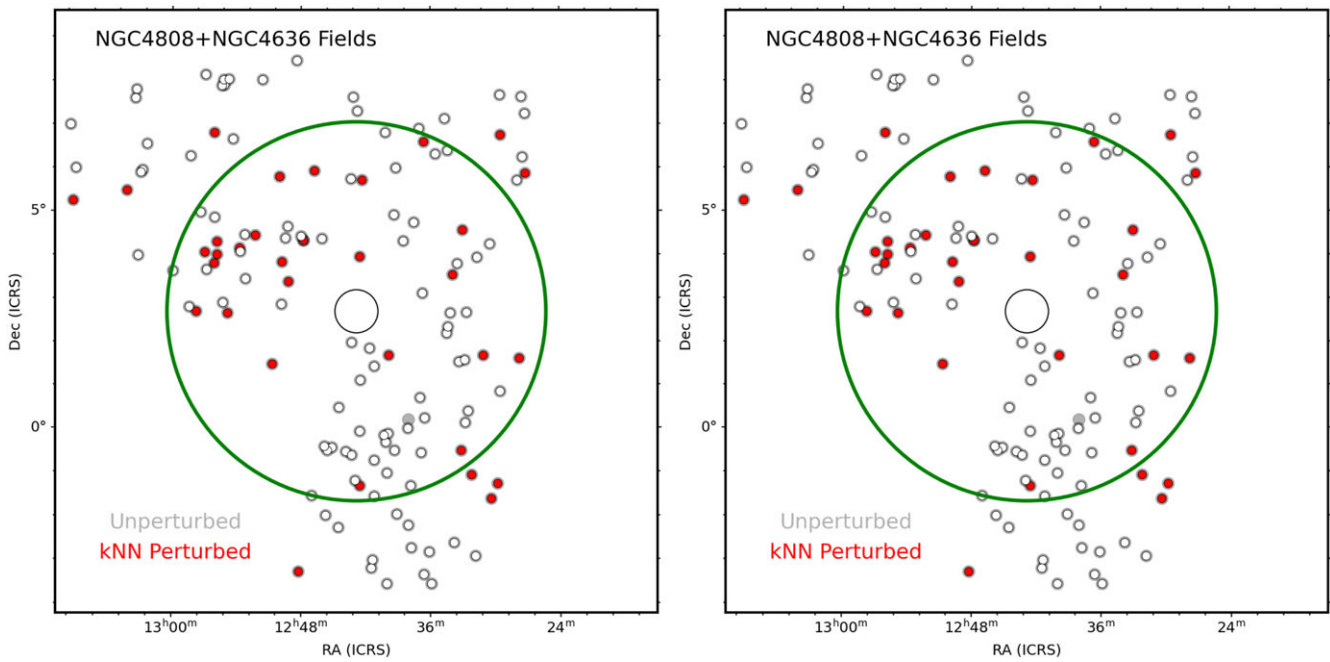 NGC4808+NGC4636 Fields
5°
0°
Dec (ICRS)
Unperturbed
kNN Perturbed
13ʰ00ᵐ
12ʰ48ᵐ
36ᵐ
24ᵐ
RA (ICRS)
NGC4808+NGC4636 Fields
5°
0°
Dec (ICRS)
Unperturbed
kNN Perturbed
13ʰ00ᵐ
12ʰ48ᵐ
36ᵐ
24ᵐ
RA (ICRS)